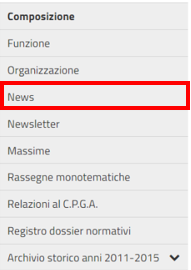 Composizione
Funzione
Organizzazione
News
Newsletter
Massime
Rassegne monotematiche
Relazioni al C.P.G.A.
Registro dossier normativi
Archivio storico anni 2011-2015